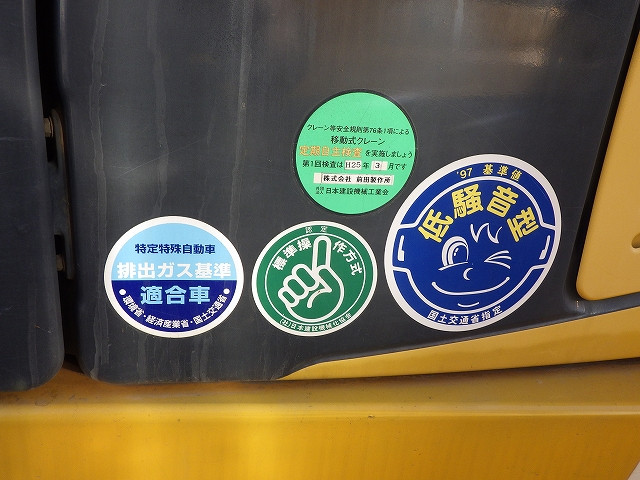 クレーン等安全規則第76条1項による
移動式クレーン
定期自主検査を実施しましょう
第1回検査はH25年3月です
株式会社 前田製作所
社団法人日本建設機械工業会
'97 基準値
低騒音型
国土交通省指定
特定特殊自動車
排出ガス基準
適合車
・環境省・経済産業省・国土交通省・
認定
標準操作方式
(社)日本建設機械化協会